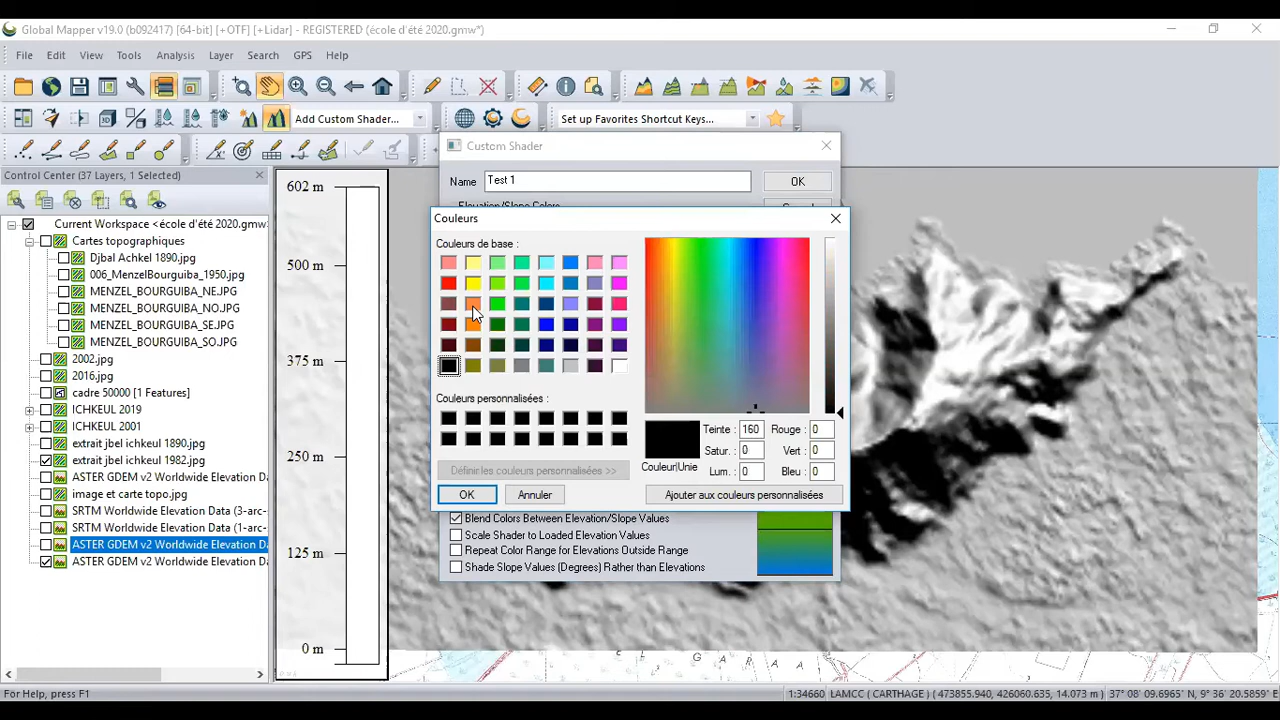 Global Mapper v19.0 (b092417) [64-bit] [+OTF] [+Lidar] - REGISTERED (école d'été 2020.gmw*)
File Edit View Tools Analysis Layer Search GPS Help
Add Custom Shader...
Set up Favorites Shortcut Keys...
Control Center (37 Layers, 1 Selected)
Current Workspace <école d'été 2020.gmw
Cartes topographiques
Djbal Achkel 1890.jpg
006_MenzelBourguiba_1950.jpg
MENZEL_BOURGUIBA_NE.JPG
MENZEL_BOURGUIBA_NO.JPG
MENZEL_BOURGUIBA_SE.JPG
MENZEL_BOURGUIBA_SO.JPG
2002.jpg
2016.jpg
cadre 50000 [1 Features]
ICHKEUL 2019
ICHKEUL 2001
extrait jbel ichkeul 1890.jpg
extrait jbel ichkeul 1982.jpg
ASTER GDEM v2 Worldwide Elevation Da
image et carte topo.jpg
SRTM Worldwide Elevation Data (3-arc-
SRTM Worldwide Elevation Data (1-arc-
ASTER GDEM v2 Worldwide Elevation Da
ASTER GDEM v2 Worldwide Elevation Da
602 m
500 m
375 m
250 m
125 m
0 m
Custom Shader
Name Test 1 OK
Couleurs
Couleurs de base :
Couleurs personnalisées :
Définir les couleurs personnalisées >>
OK Annuler
Couleur|Unie
Teinte : 160 Rouge : 0
Satur. : 0 Vert : 0
Lum. : 0 Bleu : 0
Ajouter aux couleurs personnalisées
Blend Colors Between Elevation/Slope Values
Scale Shader to Loaded Elevation Values
Repeat Color Range for Elevations Outside Range
Shade Slope Values (Degrees) Rather than Elevations
G A R A A
For Help, press F1
1:34660 LAMCC (CARTHAGE) ( 473855.940, 426060.635, 14.073 m ) 37° 08' 09.6965" N, 9° 36' 20.5859" E